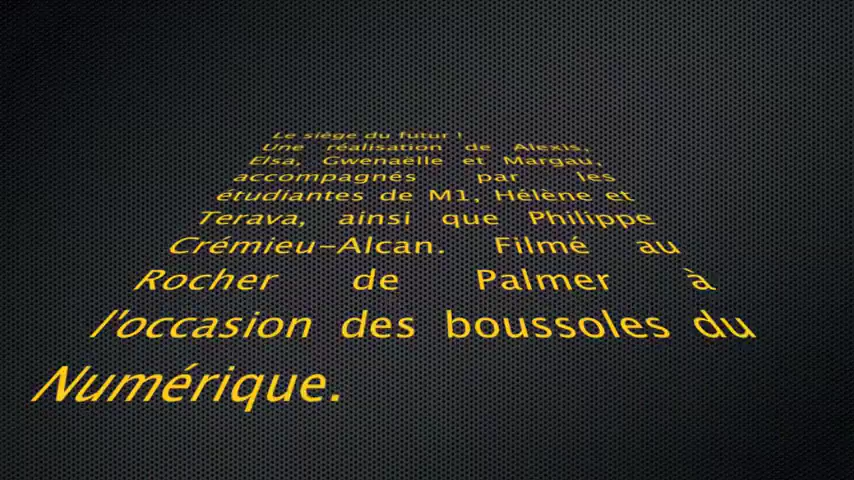 Le siège du futur !
Une réalisation de Alexis,
Elsa, Gwenaëlle et Margau,
accompagnés par les
étudiantes de M1, Hélène et
Terava, ainsi que Philippe
Crémieu-Alcan. Filmé au
Rocher de Palmer à
l'occasion des boussoles du
Numérique.